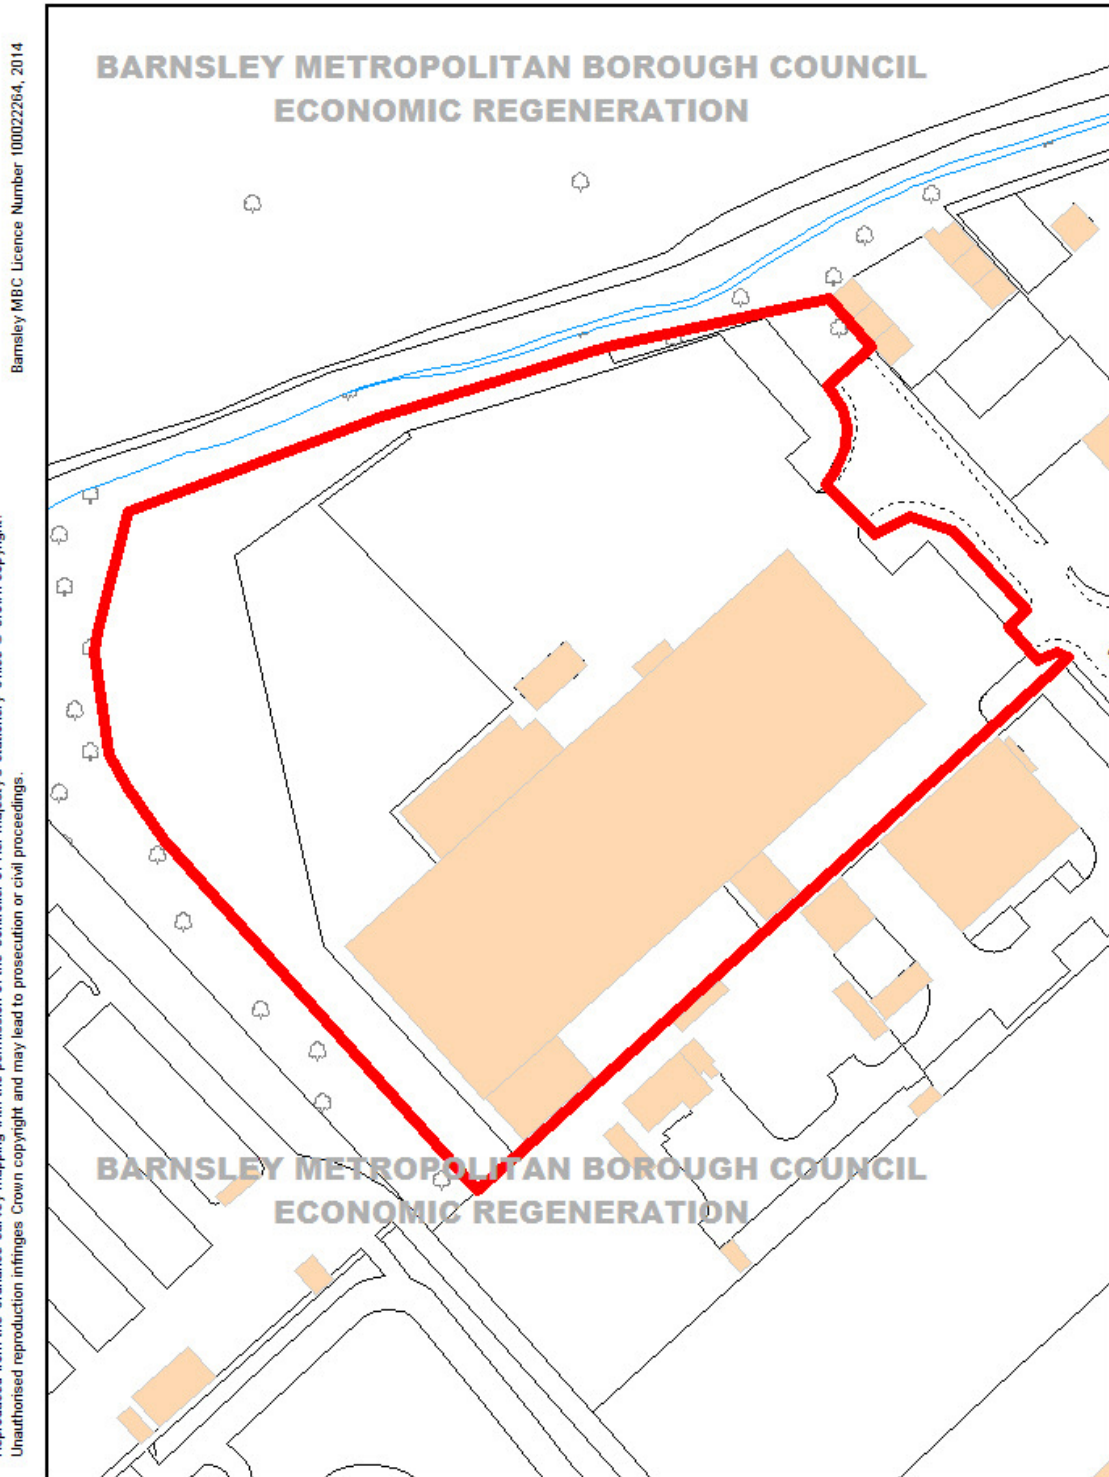 BARNSLEY METROPOLITAN BOROUGH COUNCIL
ECONOMIC REGENERATION
BARNSLEY METROPOLITAN BOROUGH COUNCIL
ECONOMIC REGENERATION
Barnsley MBC Licence Number 100022264, 2014
Unauthorised reproduction infringes Crown copyright and may lead to prosecution or civil proceedings.